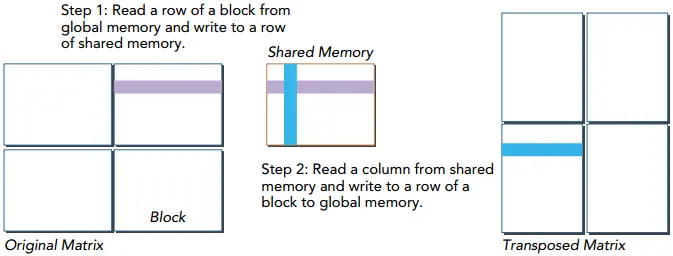 Step 1: Read a row of a block from
global memory and write to a row
of shared memory.
Shared Memory
Step 2: Read a column from shared
memory and write to a row of a
block to global memory.
Block
Original Matrix
Transposed Matrix